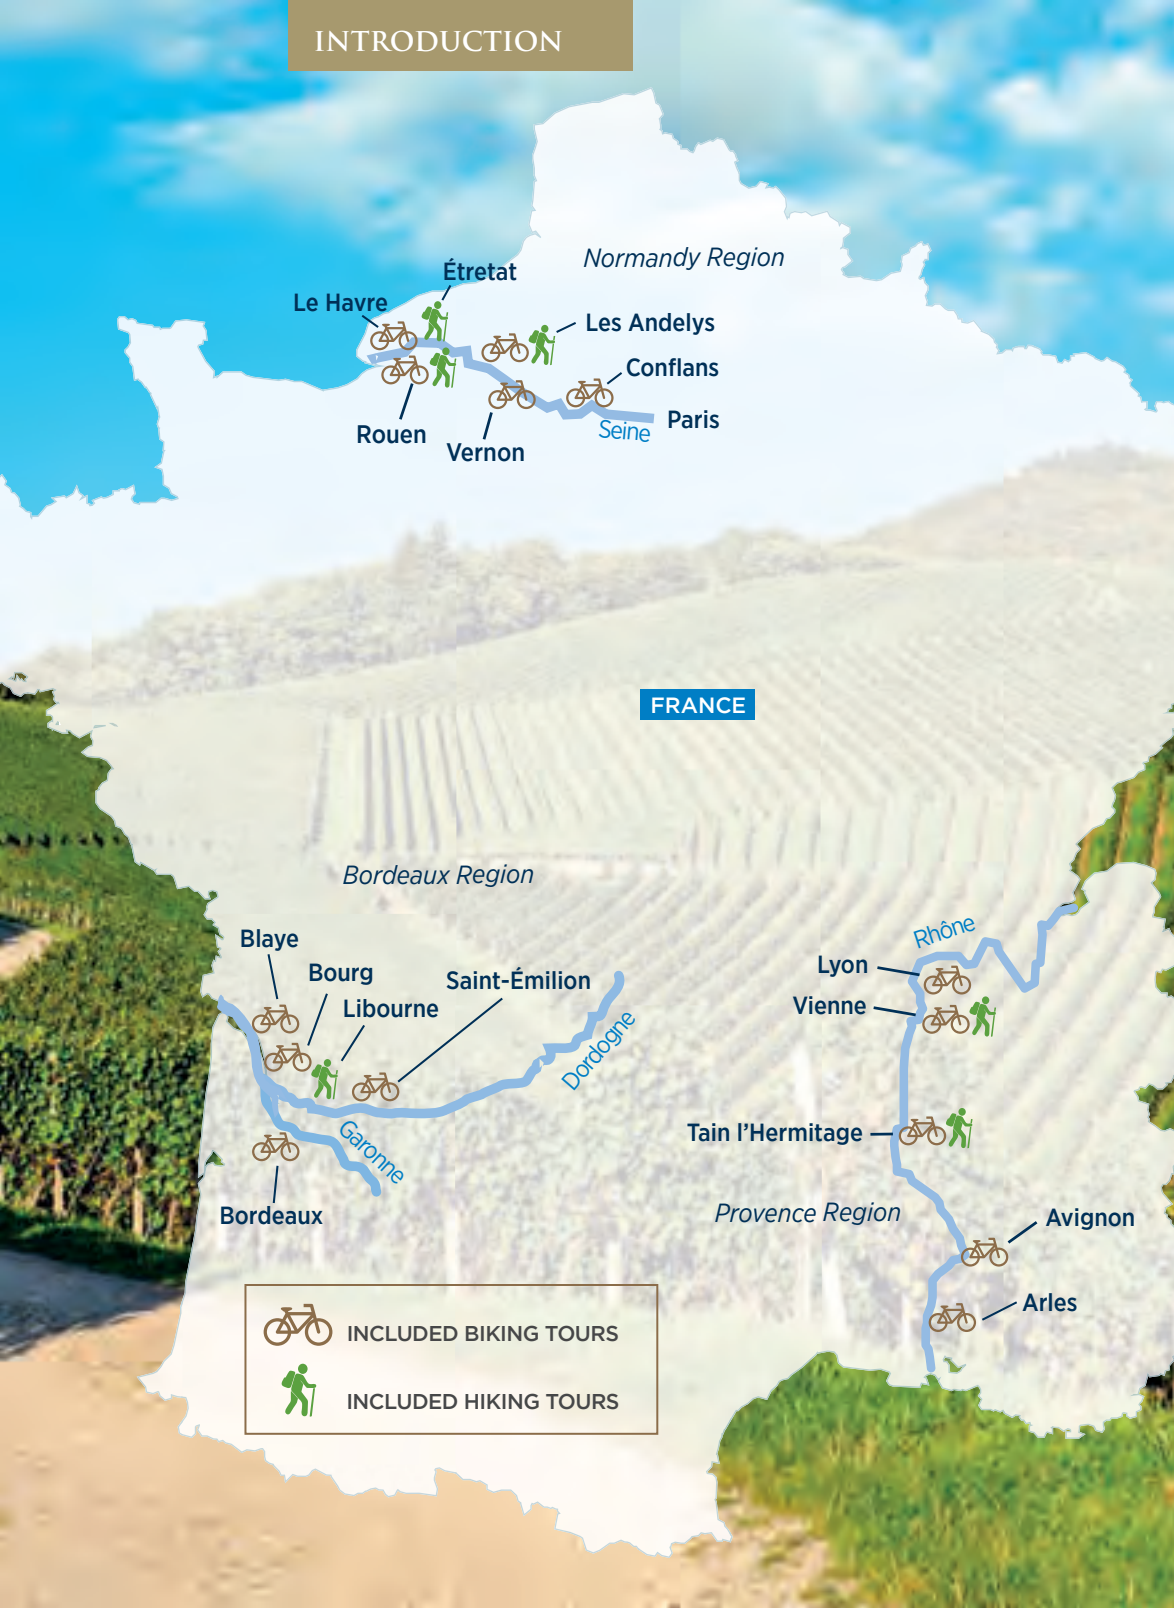 INTRODUCTION
Normandy Region
Étretat
Le Havre
Les Andelys
Conflans
Paris
Seine
Rouen
Vernon
FRANCE
Bordeaux Region
Blaye
Bourg
Saint-Émilion
Libourne
Dordogne
Garonne
Bordeaux
Rhône
Lyon
Vienne
Tain l’Hermitage
Provence Region
Avignon
Arles
INCLUDED BIKING TOURS
INCLUDED HIKING TOURS